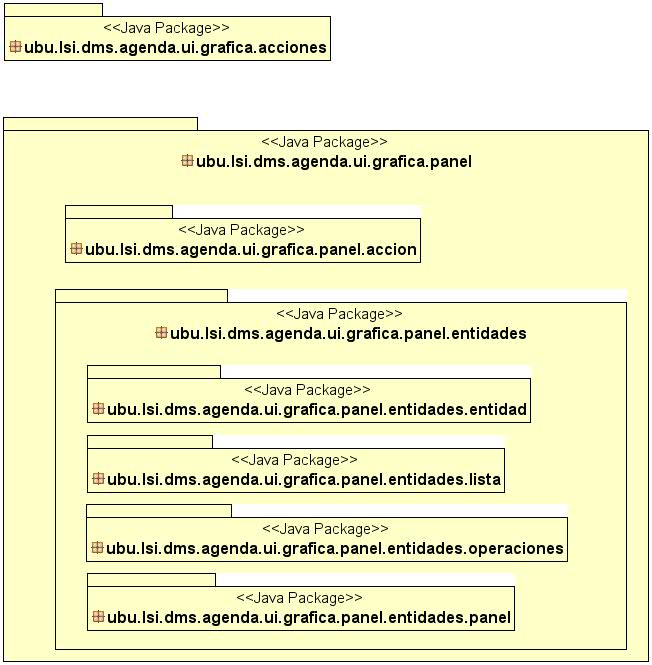 <<Java Package>>
ubu.lsi.dms.agenda.ui.grafica.acciones
<<Java Package>>
ubu.lsi.dms.agenda.ui.grafica.panel
<<Java Package>>
ubu.lsi.dms.agenda.ui.grafica.panel.accion
<<Java Package>>
ubu.lsi.dms.agenda.ui.grafica.panel.entidades
<<Java Package>>
ubu.lsi.dms.agenda.ui.grafica.panel.entidades.entidad
<<Java Package>>
ubu.lsi.dms.agenda.ui.grafica.panel.entidades.lista
<<Java Package>>
ubu.lsi.dms.agenda.ui.grafica.panel.entidades.operaciones
<<Java Package>>
ubu.lsi.dms.agenda.ui.grafica.panel.entidades.panel